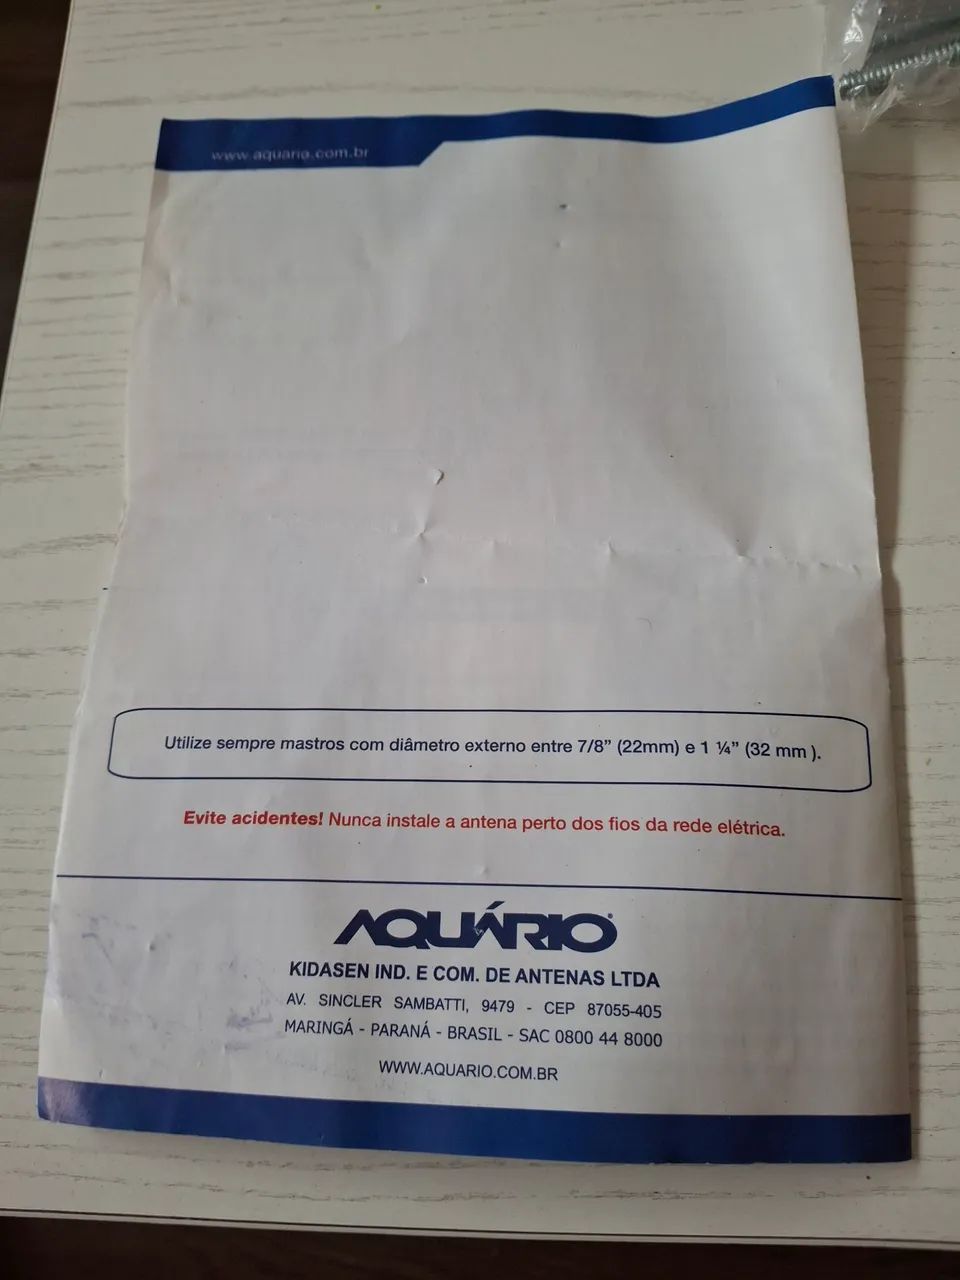 www.aquario.com.br
Utilize sempre mastros com diâmetro externo entre 7/8” (22mm) e 1 ¼” (32 mm ).
Evite acidentes! Nunca instale a antena perto dos fios da rede elétrica.
AQUÁRIO®
KIDASEN IND. E COM. DE ANTENAS LTDA
AV. SINCLER SAMBATTI, 9479 - CEP 87055-405
MARINGÁ - PARANÁ - BRASIL - SAC 0800 44 8000
WWW.AQUARIO.COM.BR